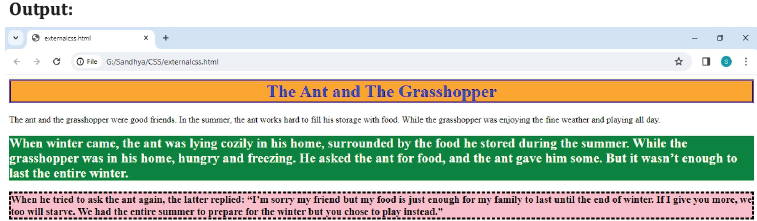 Output:
externalcss.html
File G:/Sandhya/CSS/externalcss.html
S
The Ant and The Grasshopper
The ant and the grasshopper were good friends. In the summer, the ant works hard to fill his storage with food. While the grasshopper was enjoying the fine weather and playing all day.
When winter came, the ant was lying cozily in his home, surrounded by the food he stored during the summer. While the
grasshopper was in his home, hungry and freezing. He asked the ant for food, and the ant gave him some. But it wasn’t enough to
last the entire winter.
When he tried to ask the ant again, the latter replied: “I’m sorry my friend but my food is just enough for my family to last until the end of winter. If I give you more, we
too will starve. We had the entire summer to prepare for the winter but you chose to play instead.”